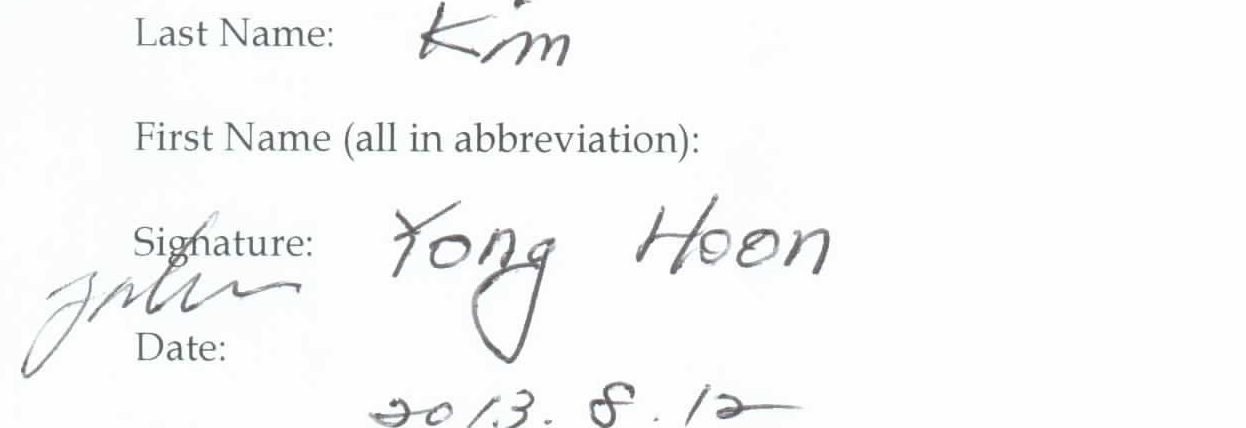 Last Name: Kim
First Name (all in abbreviation):
Signature: Yong Hoon
Date:
2013. 8. 12